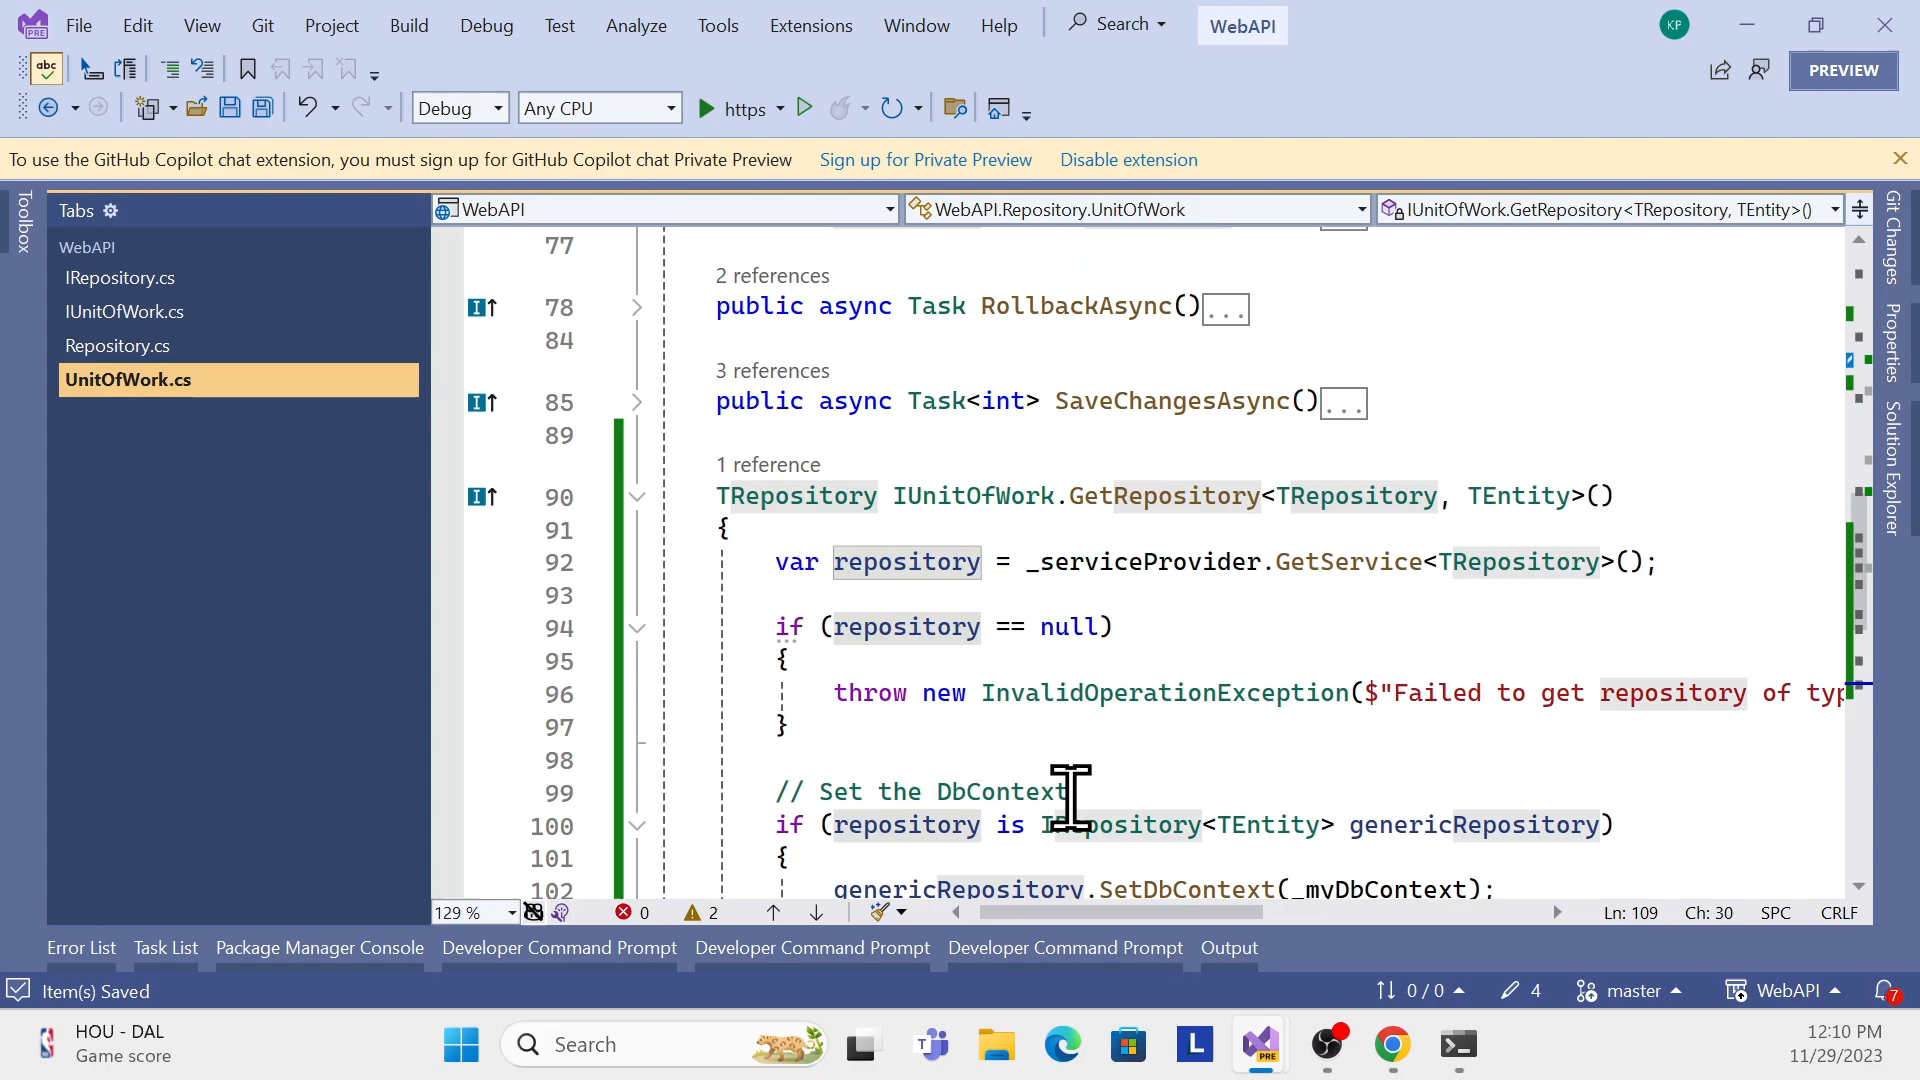 File Edit View Git Project Build Debug Test Analyze Tools Extensions Window Help Search WebAPI KP
abc PREVIEW
Debug Any CPU https
To use the GitHub Copilot chat extension, you must sign up for GitHub Copilot chat Private Preview Sign up for Private Preview Disable extension
Toolbox
Tabs
WebAPI
IRepository.cs
IUnitOfWork.cs
Repository.cs
UnitOfWork.cs
WebAPI WebAPI.Repository.UnitOfWork IUnitOfWork.GetRepository<TRepository, TEntity>()
77
2 references
78 public async Task RollbackAsync()...
84
3 references
85 public async Task<int> SaveChangesAsync()...
89
1 reference
90 TRepository IUnitOfWork.GetRepository<TRepository, TEntity>()
91 {
92 var repository = _serviceProvider.GetService<TRepository>();
93
94 if (repository == null)
95 {
96 throw new InvalidOperationException($"Failed to get repository of typ
97 }
98
99 // Set the DbContext
100 if (repository is IRepository<TEntity> genericRepository)
101 {
102 genericRepository.SetDbContext(_myDbContext);
Git Changes
Properties
Solution Explorer
129 % 0 2 Ln: 109 Ch: 30 SPC CRLF
Error List Task List Package Manager Console Developer Command Prompt Developer Command Prompt Developer Command Prompt Output
Item(s) Saved 0 / 0 4 master WebAPI 7
HOU - DAL
Game score
Search
PRE
L
T
12:10 PM
11/29/2023